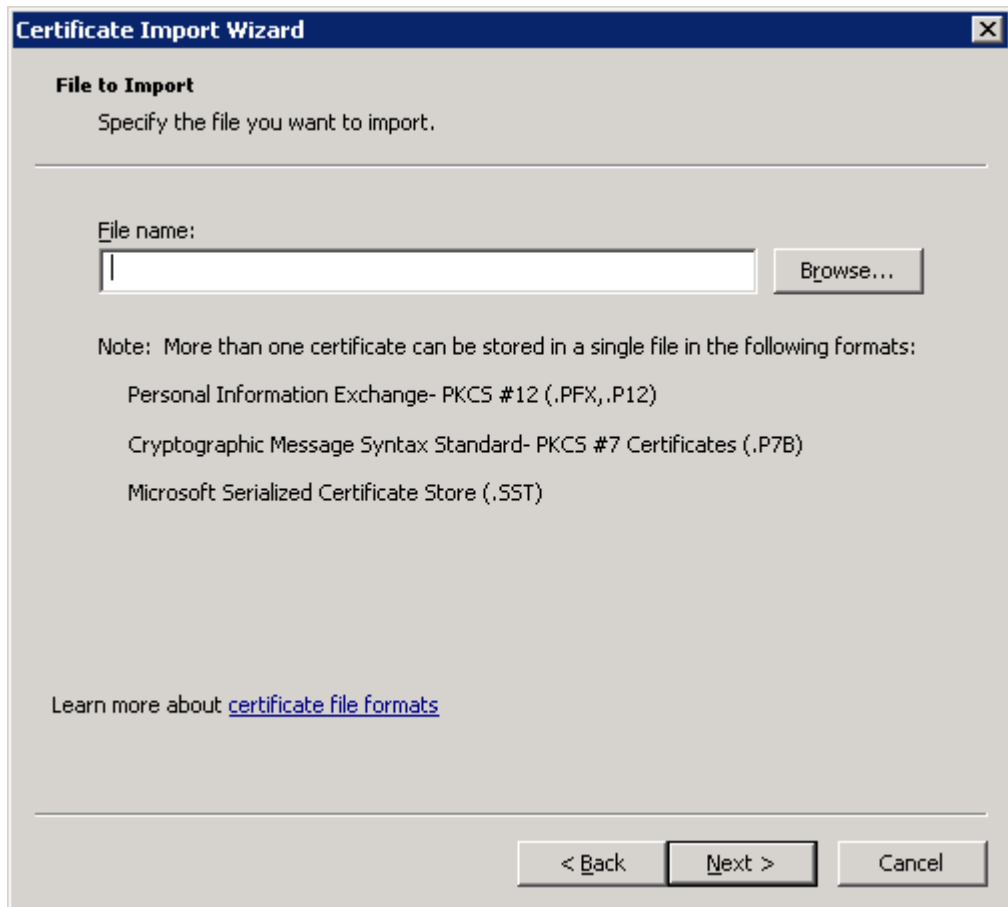 Certificate Import Wizard
File to Import
Specify the file you want to import.
File name:
Browse...
Note: More than one certificate can be stored in a single file in the following formats:
Personal Information Exchange- PKCS #12 (.PFX,.P12)
Cryptographic Message Syntax Standard- PKCS #7 Certificates (.P7B)
Microsoft Serialized Certificate Store (.SST)
Learn more about certificate file formats
< Back
Next >
Cancel